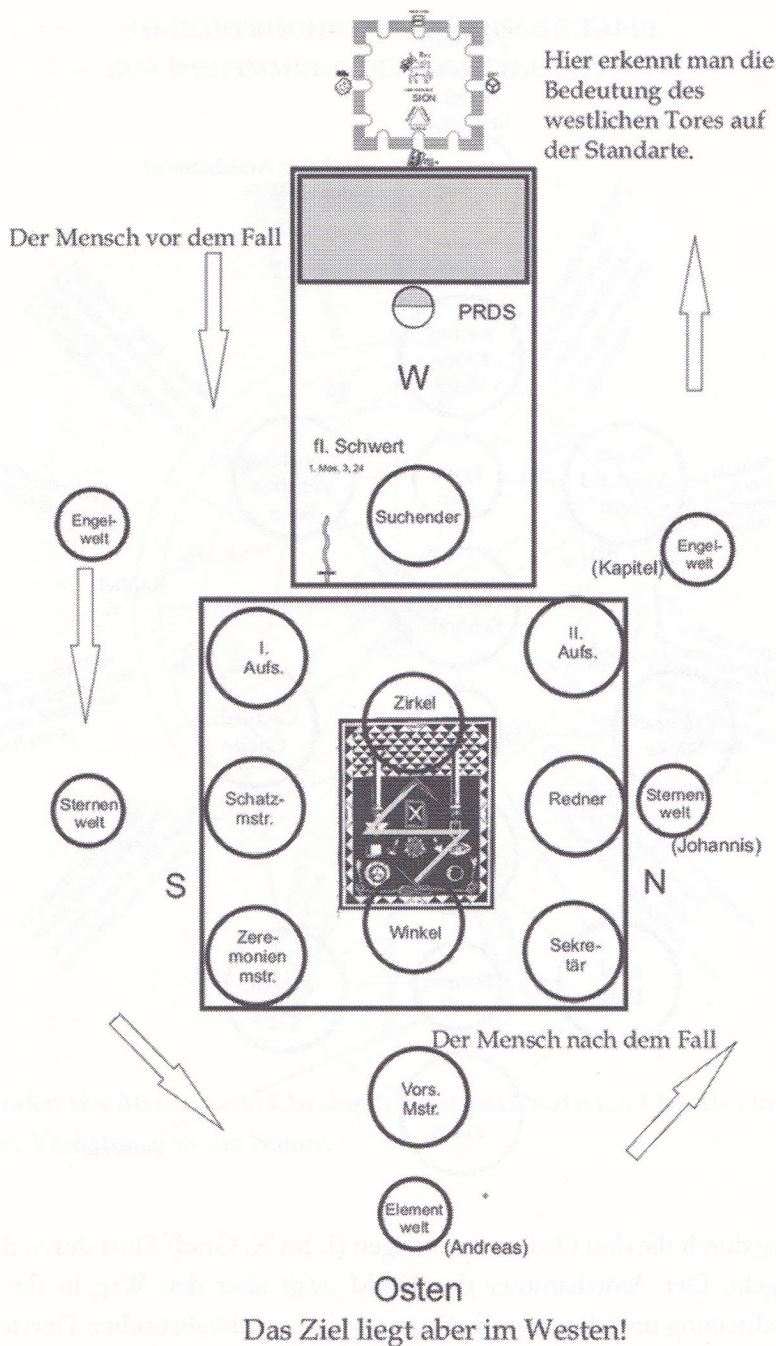 SION
Hier erkennt man die
Bedeutung des
westlichen Tores auf
der Standarte.
Der Mensch vor dem Fall
PRDS
W
fl. Schwert
1. Mos. 3, 24
Suchender
Engel-
welt
(Kapitel)
Engel-
welt
I.
Aufs.
II.
Aufs.
Zirkel
Sternen
welt
Schatz-
mstr.
Redner
Sternen
welt
(Johannis)
S
N
Zere-
monien
mstr.
Winkel
Sekre-
tär
Der Mensch nach dem Fall
Vors.
Mstr.
Element
welt
(Andreas)
Osten
Das Ziel liegt aber im Westen!